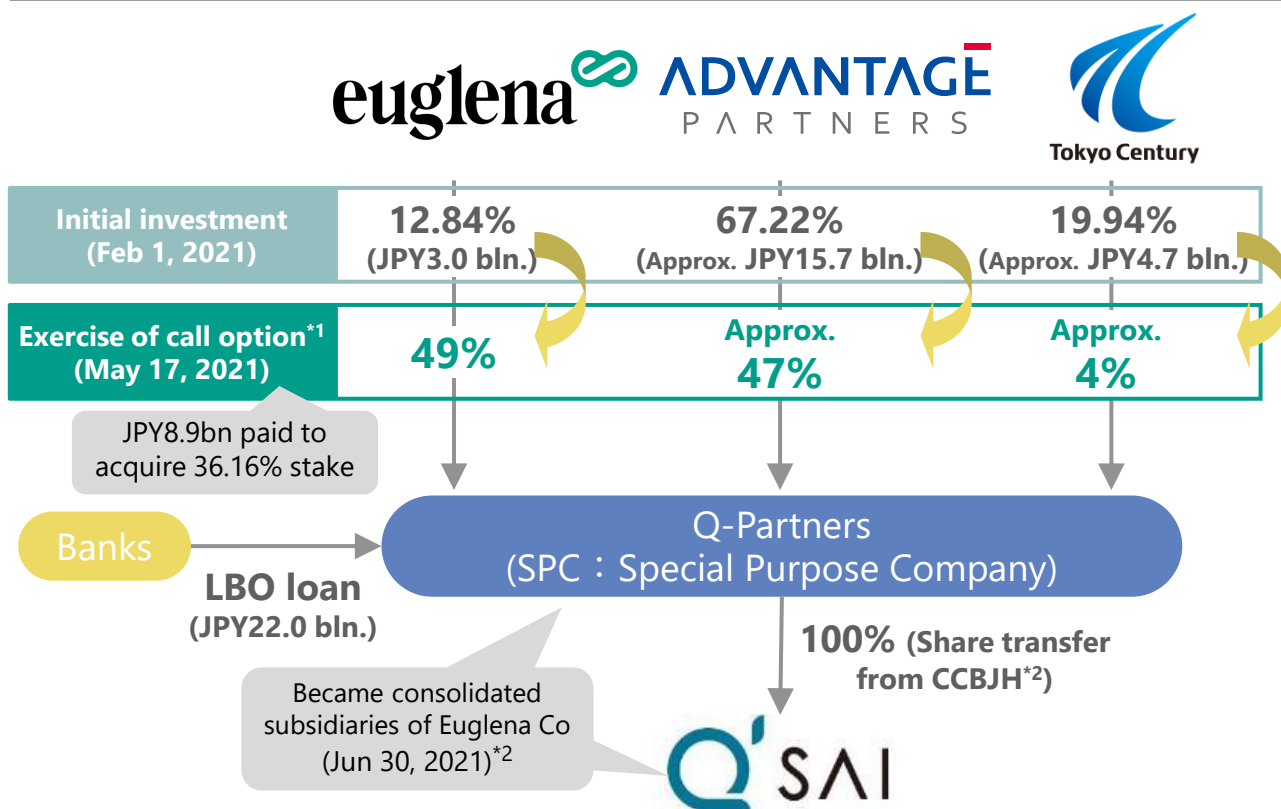 euglena
ADVANTAGE
PARTNERS
Tokyo Century
Initial investment
(Feb 1, 2021)
12.84%
(JPY3.0 bln.)
67.22%
(Approx. JPY15.7 bln.)
19.94%
(Approx. JPY4.7 bln.)
Exercise of call option*1
(May 17, 2021)
49%
Approx.
47%
Approx.
4%
JPY8.9bn paid to
acquire 36.16% stake
Banks
LBO loan
(JPY22.0 bln.)
Q-Partners
(SPC：Special Purpose Company)
100% (Share transfer
from CCBJH*2)
Became consolidated
subsidiaries of Euglena Co
(Jun 30, 2021)*2
Q'SAI